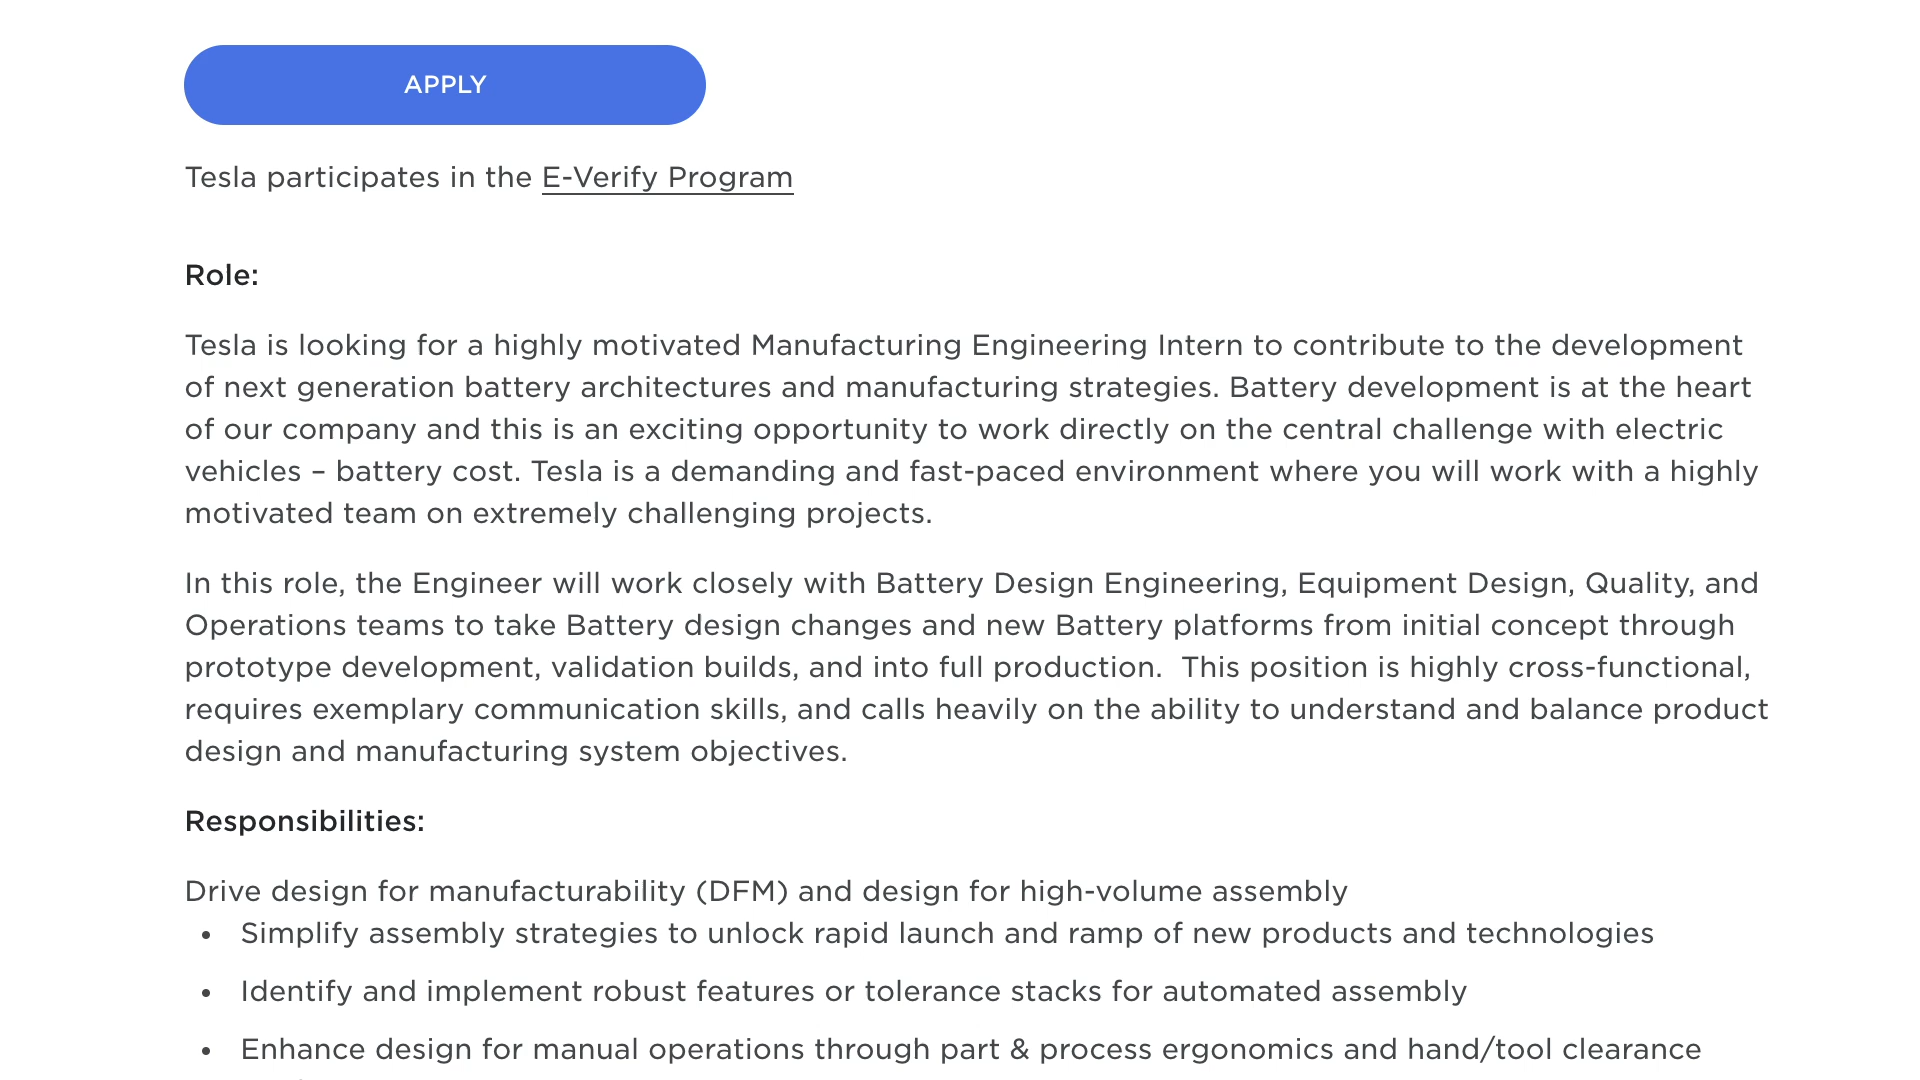 APPLY
Tesla participates in the E-Verify Program
Role:
Tesla is looking for a highly motivated Manufacturing Engineering Intern to contribute to the development
of next generation battery architectures and manufacturing strategies. Battery development is at the heart
of our company and this is an exciting opportunity to work directly on the central challenge with electric
vehicles – battery cost. Tesla is a demanding and fast-paced environment where you will work with a highly
motivated team on extremely challenging projects.
In this role, the Engineer will work closely with Battery Design Engineering, Equipment Design, Quality, and
Operations teams to take Battery design changes and new Battery platforms from initial concept through
prototype development, validation builds, and into full production.  This position is highly cross-functional,
requires exemplary communication skills, and calls heavily on the ability to understand and balance product
design and manufacturing system objectives.
Responsibilities:
Drive design for manufacturability (DFM) and design for high-volume assembly
• Simplify assembly strategies to unlock rapid launch and ramp of new products and technologies
• Identify and implement robust features or tolerance stacks for automated assembly
• Enhance design for manual operations through part & process ergonomics and hand/tool clearance